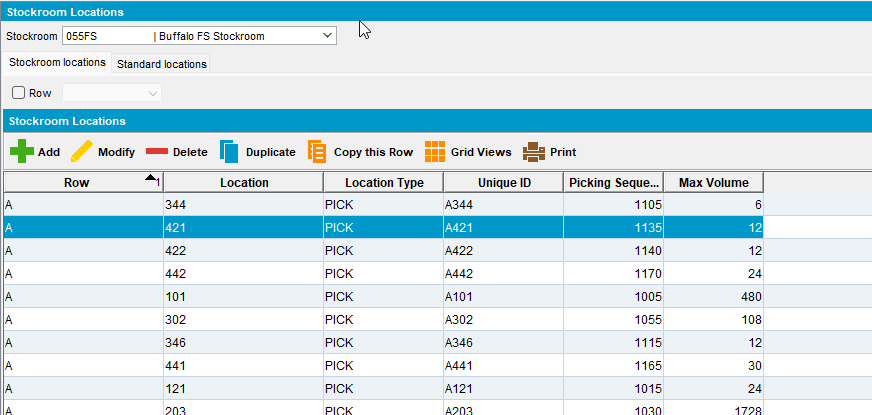 Stockroom Locations
Stockroom 055FS | Buffalo FS Stockroom
Stockroom locations Standard locations
Row
Stockroom Locations
Add Modify Delete Duplicate Copy this Row Grid Views Print
Row 1 Location Location Type Unique ID Picking Seque... Max Volume
A 344 PICK A344 1105 6
A 421 PICK A421 1135 12
A 422 PICK A422 1140 12
A 442 PICK A442 1170 24
A 101 PICK A101 1005 480
A 302 PICK A302 1055 108
A 346 PICK A346 1115 12
A 441 PICK A441 1165 30
A 121 PICK A121 1015 24
A 203 PICK A203 1030 1728